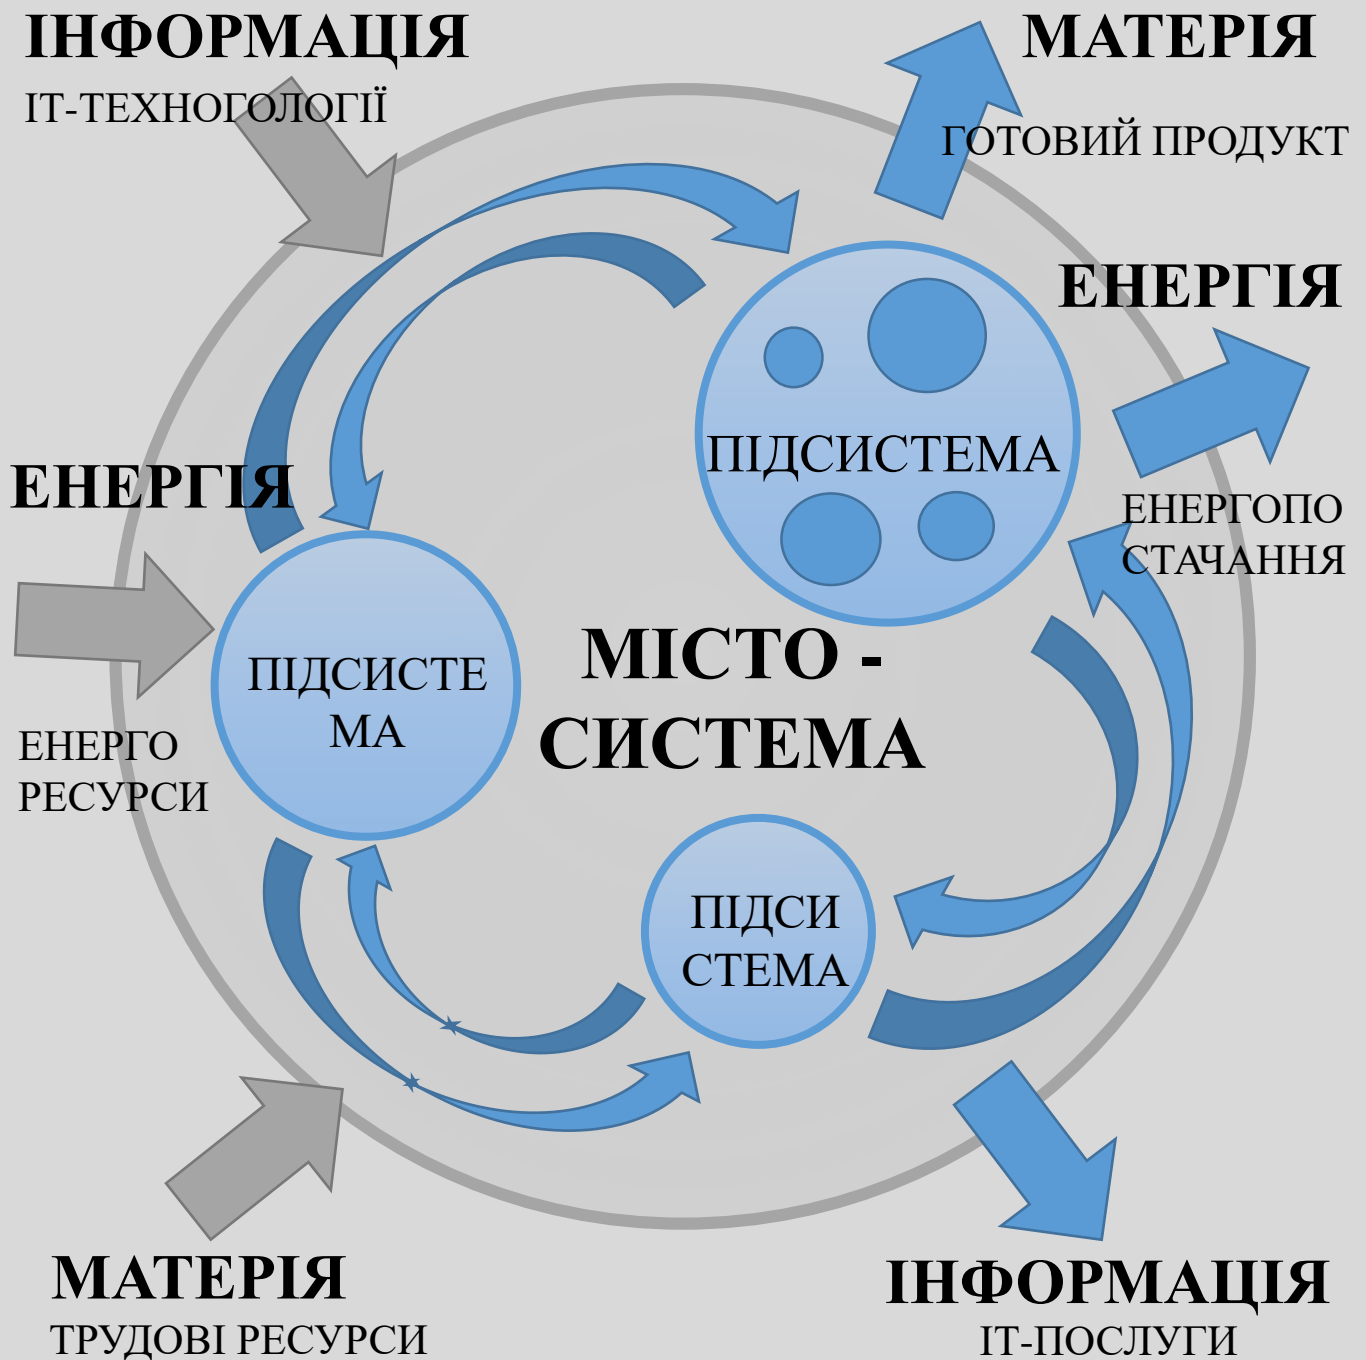 ІНФОРМАЦІЯ
ІТ-ТЕХНОГОЛОГІЇ
МАТЕРІЯ
ГОТОВИЙ ПРОДУКТ
ЕНЕРГІЯ
ЕНЕРГОПО
СТАЧАННЯ
ПІДСИСТЕМА
ЕНЕРГІЯ
ЕНЕРГО
РЕСУРСИ
ПІДСИСТЕ
МА
МІСТО -
СИСТЕМА
ПІДСИ
СТЕМА
МАТЕРІЯ
ТРУДОВІ РЕСУРСИ
ІНФОРМАЦІЯ
ІТ-ПОСЛУГИ